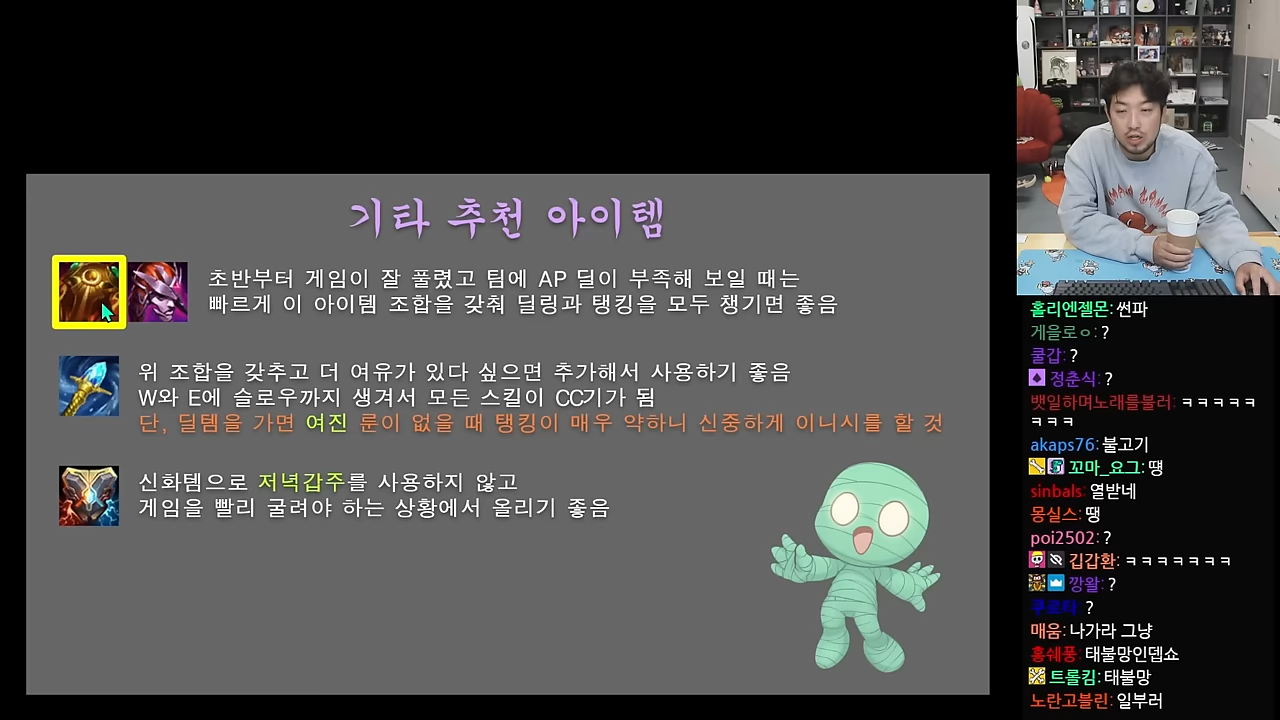 기타 추천 아이템
초반부터 게임이 잘 풀렸고 팀에 AP 딜이 부족해 보일 때는
빠르게 이 아이템 조합을 갖춰 딜링과 탱킹을 모두 챙기면 좋음
위 조합을 갖추고 더 여유가 있다 싶으면 추가해서 사용하기 좋음
W와 E에 슬로우까지 생겨서 모든 스킬이 CC기가 됨
단, 딜템을 가면 여진 룬이 없을 때 탱킹이 매우 약하니 신중하게 이니시를 할 것
신화템으로 저녁갑주를 사용하지 않고
게임을 빨리 굴려야 하는 상황에서 올리기 좋음
홀리엔젤몬: 썬파
게을로ㅇ: ?
쿨갑: ?
정춘식: ?
뱃일하며노래를불러: ㅋㅋㅋㅋㅋ
ㅋㅋㅋ
akaps76: 불고기
꼬마_요그: 땡
sinbals: 열받네
몽실스: 땡
poi2502: ?
김갑환: ㅋㅋㅋㅋㅋㅋㅋ
깡왈: ?
쿠르티: ?
매움: 나가라 그냥
홍쉐풍: 태불망인뎁쇼
트롤킴: 태불망
노란고블린: 일부러